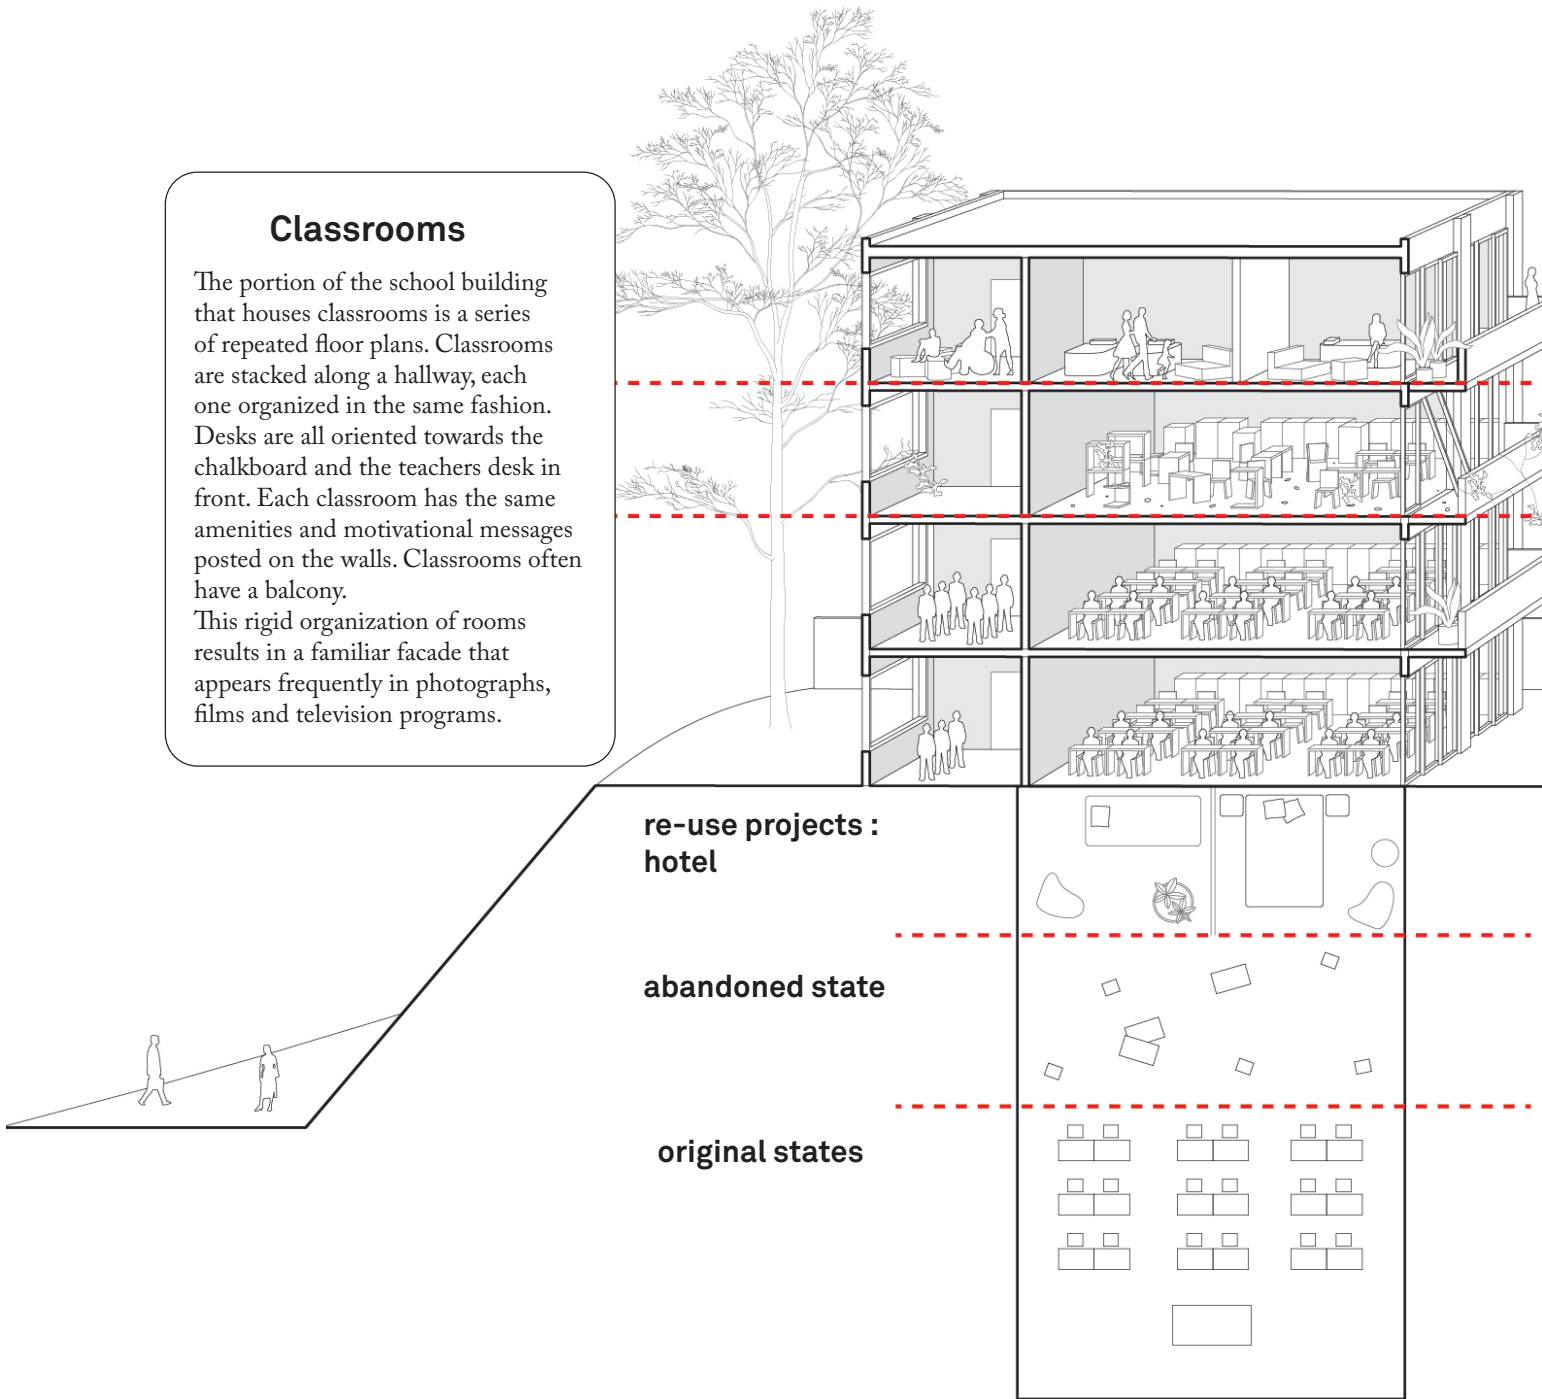 Classrooms
The portion of the school building
that houses classrooms is a series
of repeated floor plans. Classrooms
are stacked along a hallway, each
one organized in the same fashion.
Desks are all oriented towards the
chalkboard and the teachers desk in
front. Each classroom has the same
amenities and motivational messages
posted on the walls. Classrooms often
have a balcony.
This rigid organization of rooms
results in a familiar facade that
appears frequently in photographs,
films and television programs.
re-use projects :
hotel
abandoned state
original states